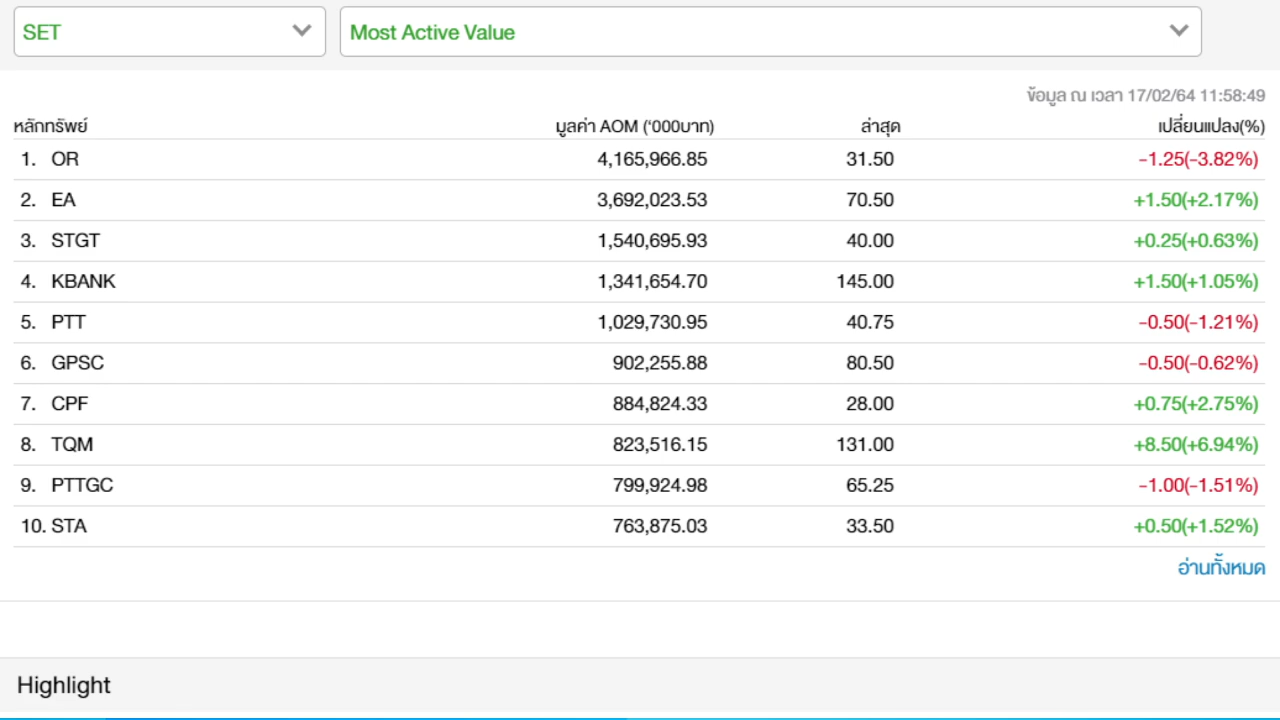 SET Most Active Value
ข้อมูล ณ เวลา 17/02/64 11:58:49
หลักทรัพย์ มูลค่า AOM (‘000บาท) ล่าสุด เปลี่ยนแปลง(%)
1. OR 4,165,966.85 31.50 -1.25(-3.82%)
2. EA 3,692,023.53 70.50 +1.50(+2.17%)
3. STGT 1,540,695.93 40.00 +0.25(+0.63%)
4. KBANK 1,341,654.70 145.00 +1.50(+1.05%)
5. PTT 1,029,730.95 40.75 -0.50(-1.21%)
6. GPSC 902,255.88 80.50 -0.50(-0.62%)
7. CPF 884,824.33 28.00 +0.75(+2.75%)
8. TQM 823,516.15 131.00 +8.50(+6.94%)
9. PTTGC 799,924.98 65.25 -1.00(-1.51%)
10. STA 763,875.03 33.50 +0.50(+1.52%)
อ่านทั้งหมด
Highlight